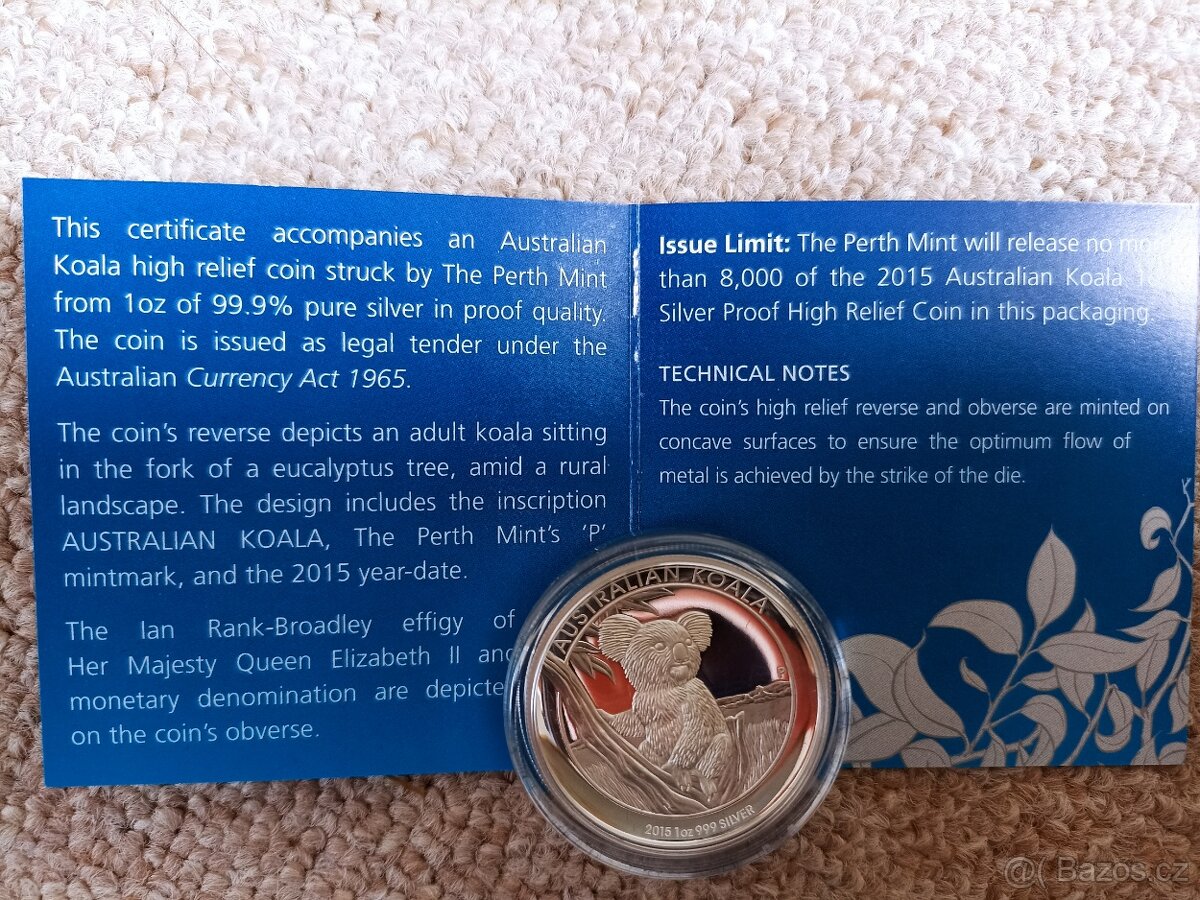 This certificate accompanies an Australian
Koala high relief coin struck by The Perth Mint
from 1oz of 99.9% pure silver in proof quality.
The coin is issued as legal tender under the
Australian Currency Act 1965.
The coin's reverse depicts an adult koala sitting
in the fork of a eucalyptus tree, amid a rural
landscape. The design includes the inscription
AUSTRALIAN KOALA, The Perth Mint's 'P'
mintmark, and the 2015 year-date.
The Ian Rank-Broadley effigy of
Her Majesty Queen Elizabeth II and
monetary denomination are depicte
on the coin's obverse.
Issue Limit: The Perth Mint will release no more
than 8,000 of the 2015 Australian Koala
Silver Proof High Relief Coin in this packaging.
TECHNICAL NOTES
The coin's high relief reverse and obverse are minted on
concave surfaces to ensure the optimum flow of
metal is achieved by the strike of the die.
AUSTRALIAN KOALA
P
2015 1oz 999 SILVER
@( Bazos.cz